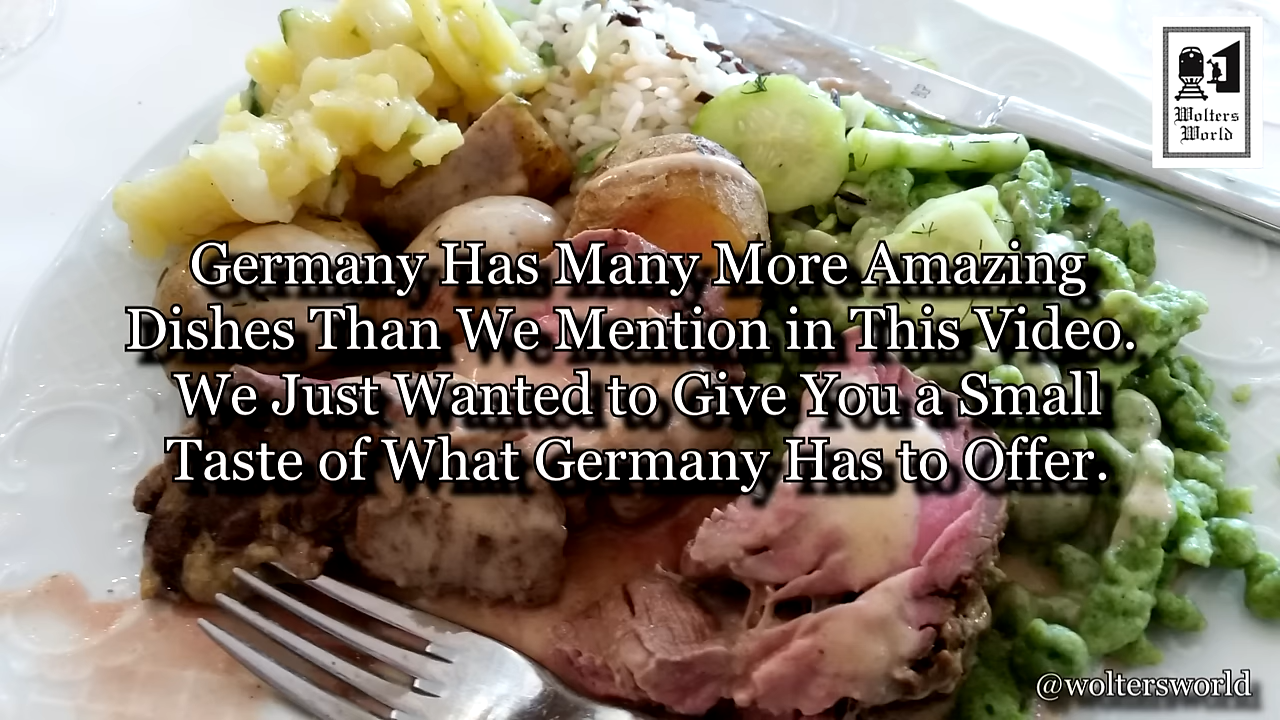 Wolters
World
Germany Has Many More Amazing
Dishes Than We Mention in This Video.
We Just Wanted to Give You a Small
Taste of What Germany Has to Offer.
@woltersworld